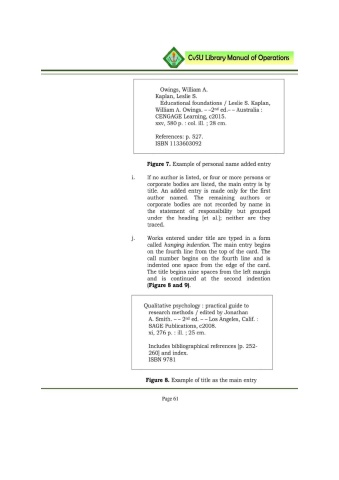 CvSU Library Manual of Operations
Owings, William A.
Kaplan, Leslie S.
Educational foundations / Leslie S. Kaplan,
William A. Owings. – –2nd ed.– – Australia :
CENGAGE Learning, c2015.
xxv, 580 p. : col. ill. ; 28 cm.
References: p. 527.
ISBN 1133603092
Figure 7. Example of personal name added entry
i. If no author is listed, or four or more persons or
corporate bodies are listed, the main entry is by
title. An added entry is made only for the first
author named. The remaining authors or
corporate bodies are not recorded by name in
the statement of responsibility but grouped
under the heading [et al.]; neither are they
traced.
j. Works entered under title are typed in a form
called hanging indention. The main entry begins
on the fourth line from the top of the card. The
call number begins on the fourth line and is
indented one space from the edge of the card.
The title begins nine spaces from the left margin
and is continued at the second indention
(Figure 8 and 9).
Qualitative psychology : practical guide to
research methods / edited by Jonathan
A. Smith. – – 2nd ed. – – Los Angeles, Calif. :
SAGE Publications, c2008.
xi, 276 p. : ill. ; 25 cm.
Includes bibliographical references [p. 252-
260] and index.
ISBN 9781
Figure 8. Example of title as the main entry
Page 61